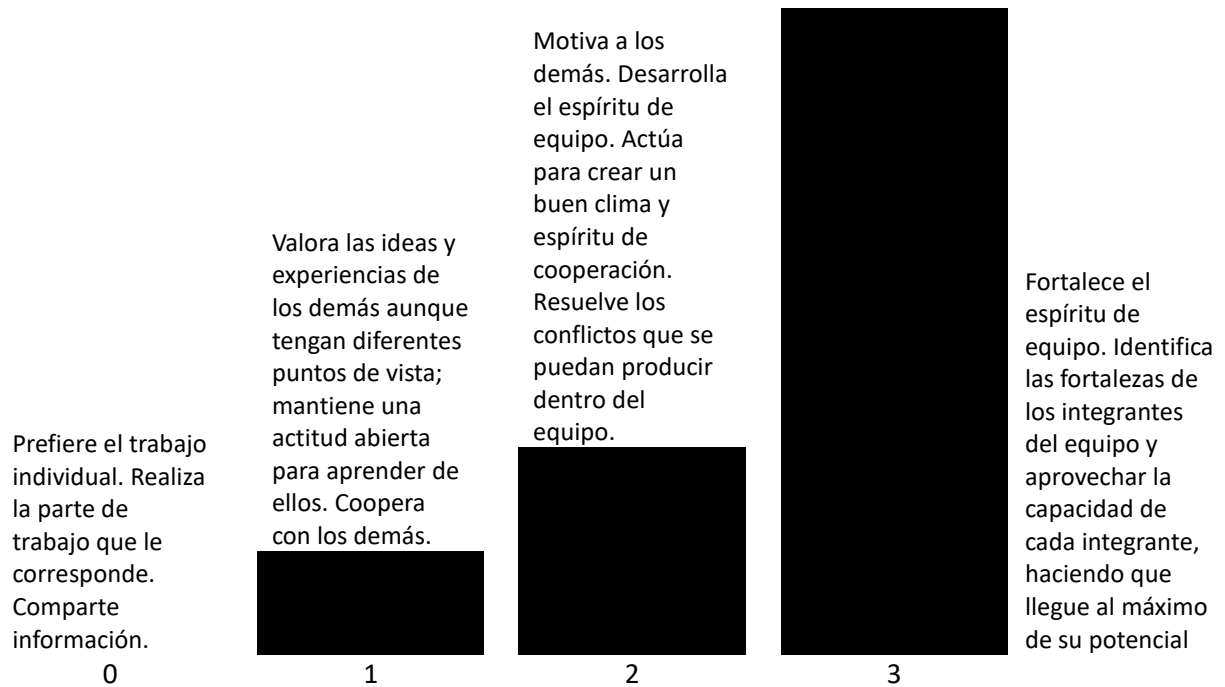 Prefiere el trabajo
individual. Realiza
la parte de
trabajo que le
corresponde.
Comparte
información.
0
Valora las ideas y
experiencias de
los demás aunque
tengan diferentes
puntos de vista;
mantiene una
actitud abierta
para aprender de
ellos. Coopera
con los demás.
1
Motiva a los
demás. Desarrolla
el espíritu de
equipo. Actúa
para crear un
buen clima y
espíritu de
cooperación.
Resuelve los
conflictos que se
puedan producir
dentro del
equipo.
2
3
Fortalece el
espíritu de
equipo. Identifica
las fortalezas de
los integrantes
del equipo y
aprovechar la
capacidad de
cada integrante,
haciendo que
llegue al máximo
de su potencial